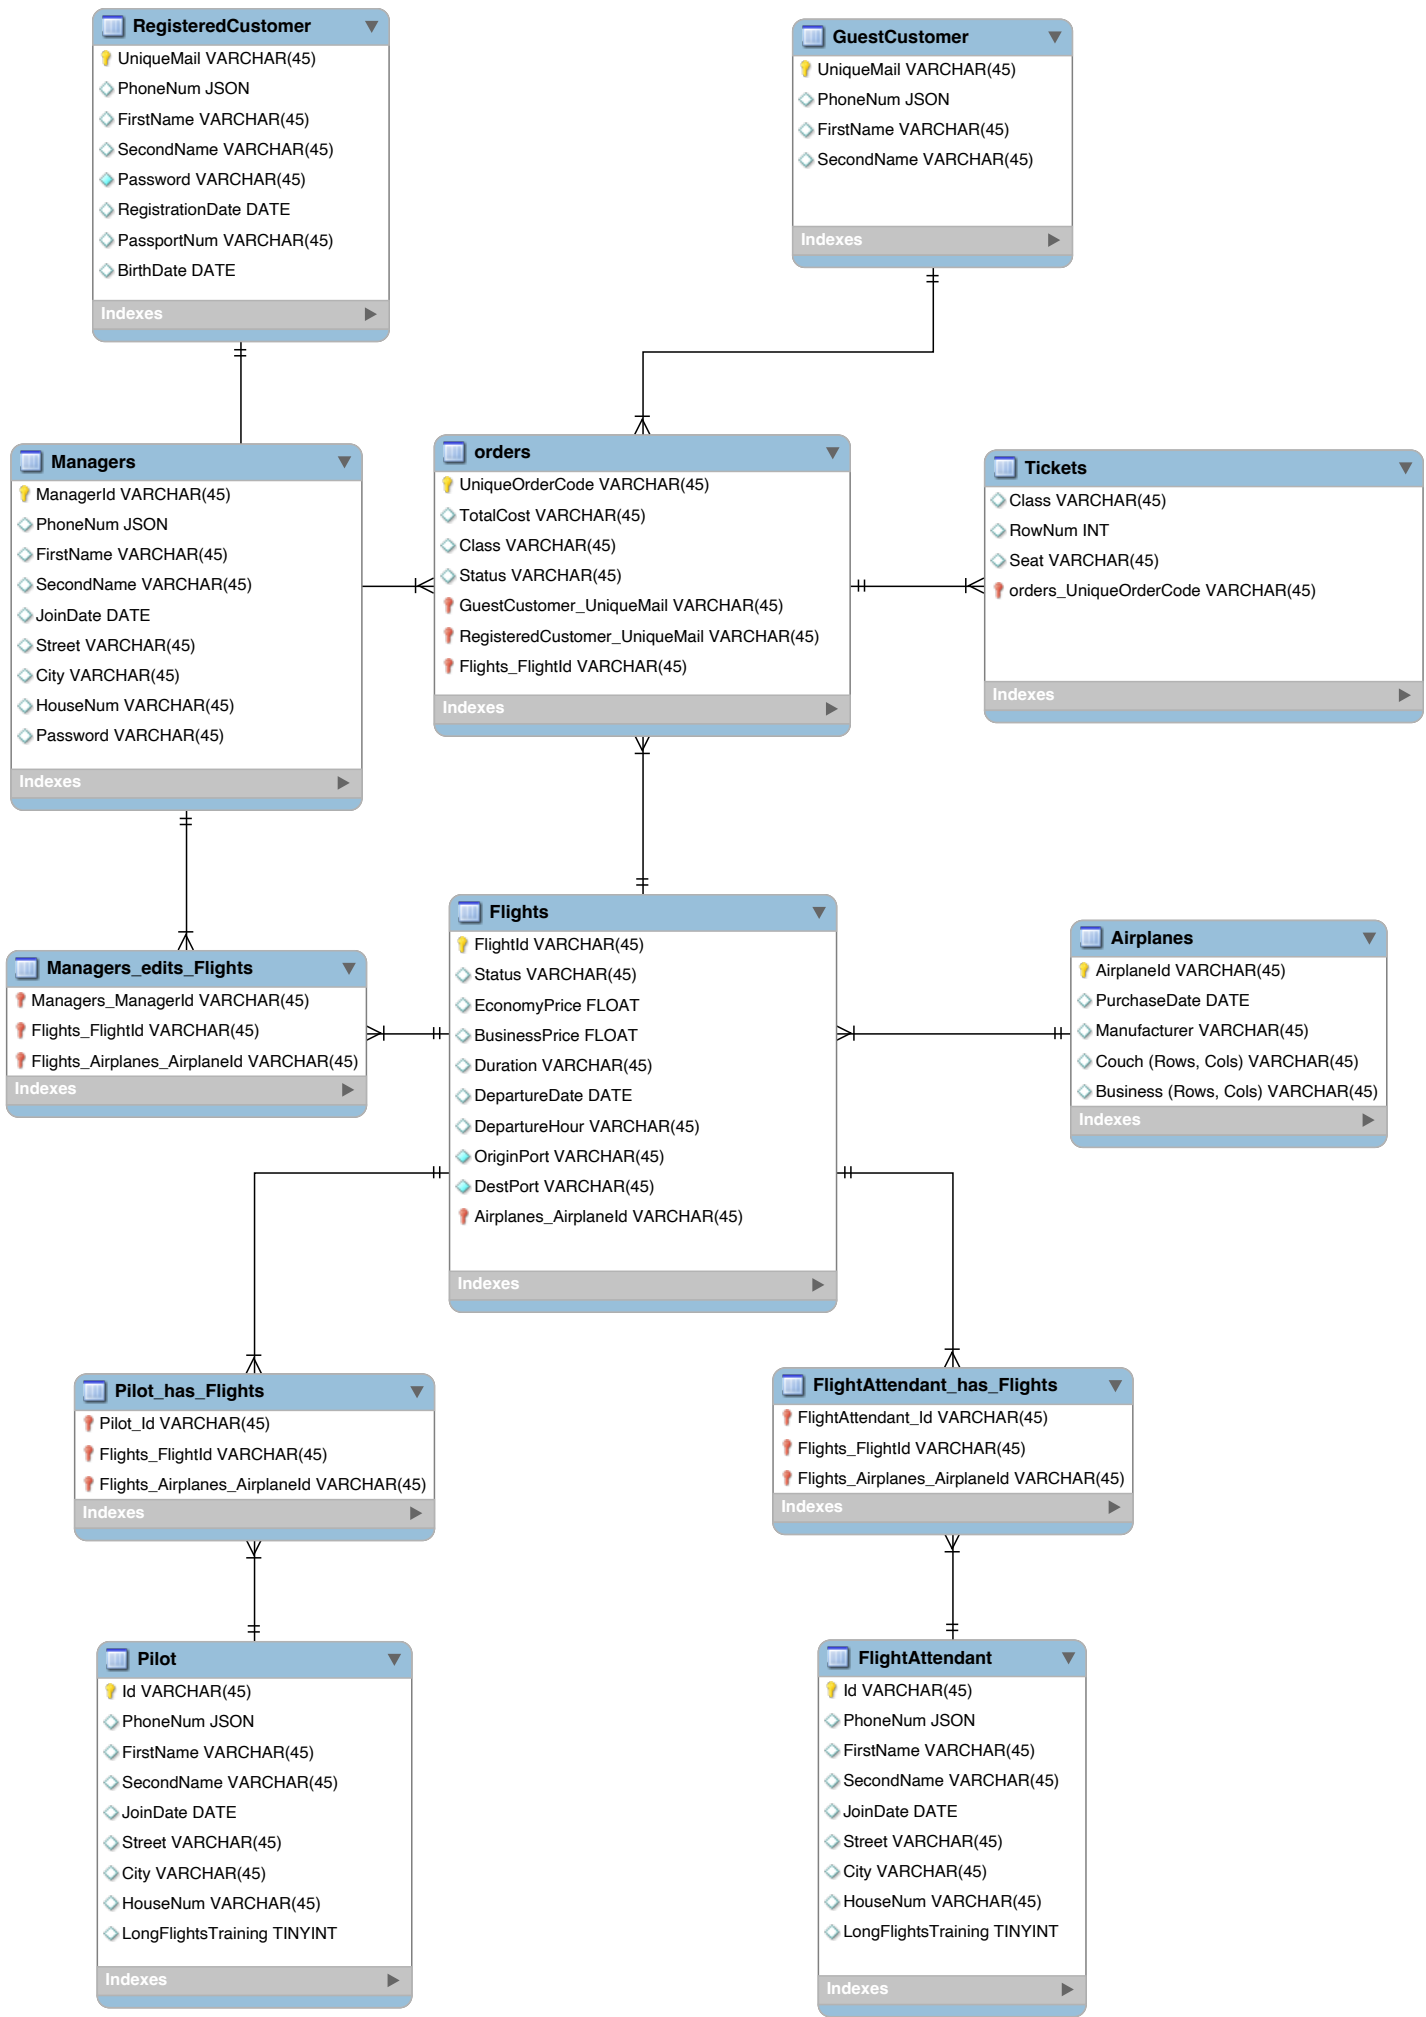 RegisteredCustomer
UniqueMail VARCHAR(45)
PhoneNum JSON
FirstName VARCHAR(45)
SecondName VARCHAR(45)
Password VARCHAR(45)
RegistrationDate DATE
PassportNum VARCHAR(45)
BirthDate DATE
Indexes
GuestCustomer
UniqueMail VARCHAR(45)
PhoneNum JSON
FirstName VARCHAR(45)
SecondName VARCHAR(45)
Indexes
Managers
ManagerId VARCHAR(45)
PhoneNum JSON
FirstName VARCHAR(45)
SecondName VARCHAR(45)
JoinDate DATE
Street VARCHAR(45)
City VARCHAR(45)
HouseNum VARCHAR(45)
Password VARCHAR(45)
Indexes
orders
UniqueOrderCode VARCHAR(45)
TotalCost VARCHAR(45)
Class VARCHAR(45)
Status VARCHAR(45)
GuestCustomer_UniqueMail VARCHAR(45)
RegisteredCustomer_UniqueMail VARCHAR(45)
Flights_FlightId VARCHAR(45)
Indexes
Tickets
Class VARCHAR(45)
RowNum INT
Seat VARCHAR(45)
orders_UniqueOrderCode VARCHAR(45)
Indexes
Managers_edits_Flights
Managers_ManagerId VARCHAR(45)
Flights_FlightId VARCHAR(45)
Flights_Airplanes_AirplaneId VARCHAR(45)
Indexes
Flights
FlightId VARCHAR(45)
Status VARCHAR(45)
EconomyPrice FLOAT
BusinessPrice FLOAT
Duration VARCHAR(45)
DepartureDate DATE
DepartureHour VARCHAR(45)
OriginPort VARCHAR(45)
DestPort VARCHAR(45)
Airplanes_AirplaneId VARCHAR(45)
Indexes
Airplanes
AirplaneId VARCHAR(45)
PurchaseDate DATE
Manufacturer VARCHAR(45)
Couch (Rows, Cols) VARCHAR(45)
Business (Rows, Cols) VARCHAR(45)
Indexes
Pilot_has_Flights
Pilot_Id VARCHAR(45)
Flights_FlightId VARCHAR(45)
Flights_Airplanes_AirplaneId VARCHAR(45)
Indexes
FlightAttendant_has_Flights
FlightAttendant_Id VARCHAR(45)
Flights_FlightId VARCHAR(45)
Flights_Airplanes_AirplaneId VARCHAR(45)
Indexes
Pilot
Id VARCHAR(45)
PhoneNum JSON
FirstName VARCHAR(45)
SecondName VARCHAR(45)
JoinDate DATE
Street VARCHAR(45)
City VARCHAR(45)
HouseNum VARCHAR(45)
LongFlightsTraining TINYINT
Indexes
FlightAttendant
Id VARCHAR(45)
PhoneNum JSON
FirstName VARCHAR(45)
SecondName VARCHAR(45)
JoinDate DATE
Street VARCHAR(45)
City VARCHAR(45)
HouseNum VARCHAR(45)
LongFlightsTraining TINYINT
Indexes